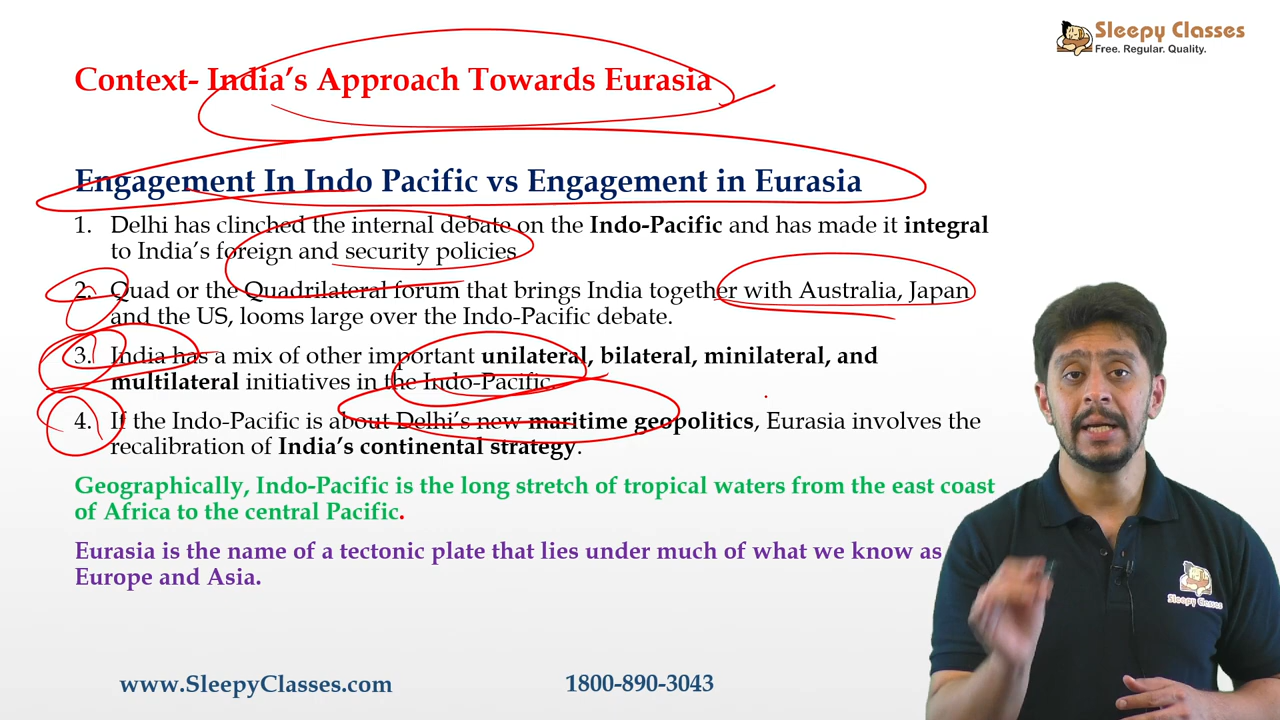 Sleepy Classes
Free. Regular. Quality.
Context- India's Approach Towards Eurasia
Engagement In Indo Pacific vs Engagement in Eurasia
1. Delhi has clinched the internal debate on the Indo-Pacific and has made it integral
to India's foreign and security policies.
2. Quad or the Quadrilateral forum that brings India together with Australia, Japan
and the US, looms large over the Indo-Pacific debate.
3. India has a mix of other important unilateral, bilateral, minilateral, and
multilateral initiatives in the Indo-Pacific.
4. If the Indo-Pacific is about Delhi's new maritime geopolitics, Eurasia involves the
recalibration of India's continental strategy.
Geographically, Indo-Pacific is the long stretch of tropical waters from the east coast
of Africa to the central Pacific.
Eurasia is the name of a tectonic plate that lies under much of what we know as
Europe and Asia.
Sleepy Classes
www.SleepyClasses.com
1800-890-3043